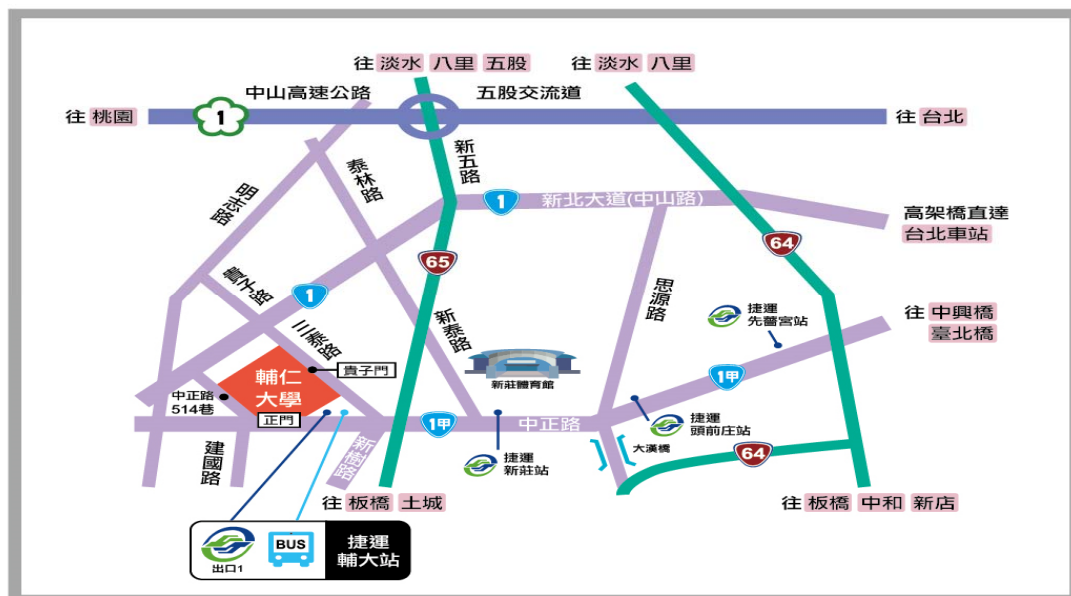 往 淡水 八里 五股
往 淡水 八里
中山高速公路
五股交流道
往 桃園
1
往 台北
新五路
泰林路
明志路
1
新北大道(中山路)
高架橋直達
台北車站
64
65
貴子路
1
思源路
新泰路
三泰路
捷運
先嗇宮站
往 中興橋
臺北橋
新莊體育館
貴子門
1甲
輔仁
大學
中正路
514巷
正門
1甲
中正路
捷運
頭前庄站
大漢橋
建國路
新樹路
捷運
新莊站
64
往 板橋 土城
往 板橋 中和 新店
出口1
BUS
捷運
輔大站